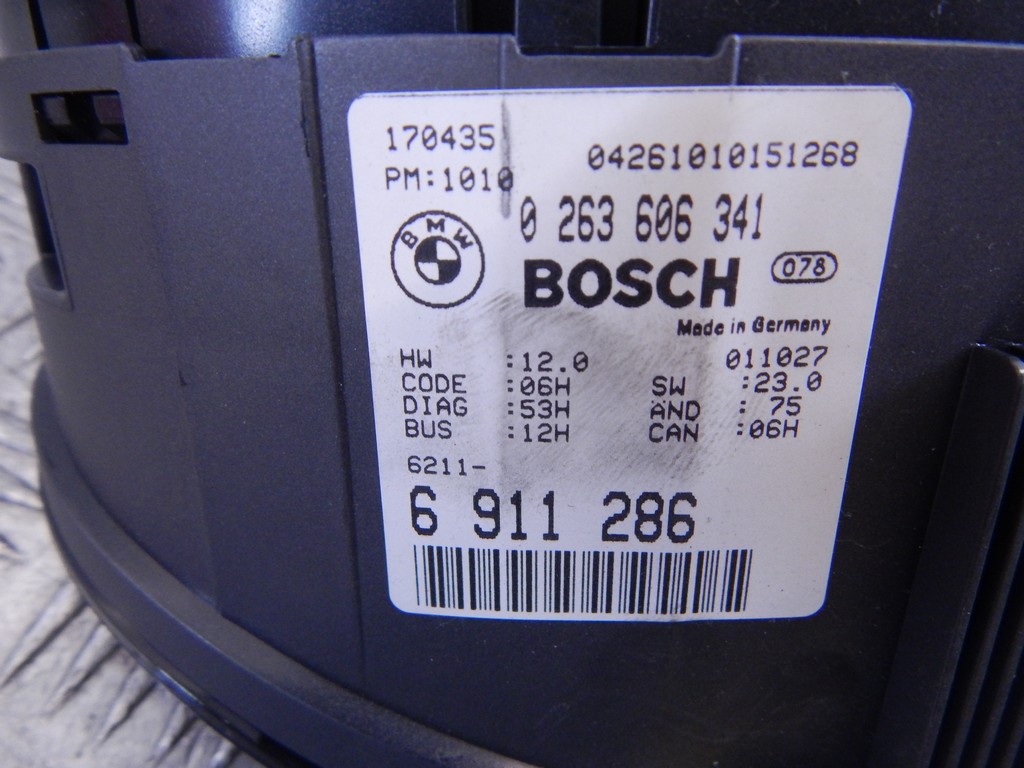 170435
04261010151268
PM:1010
0 263 606 341
BMW
BOSCH
078
Made in Germany
HW :12.0 011027
CODE :06H SW :23.0
DIAG :53H AND : 75
BUS :12H CAN :06H
6211-
6 911 286